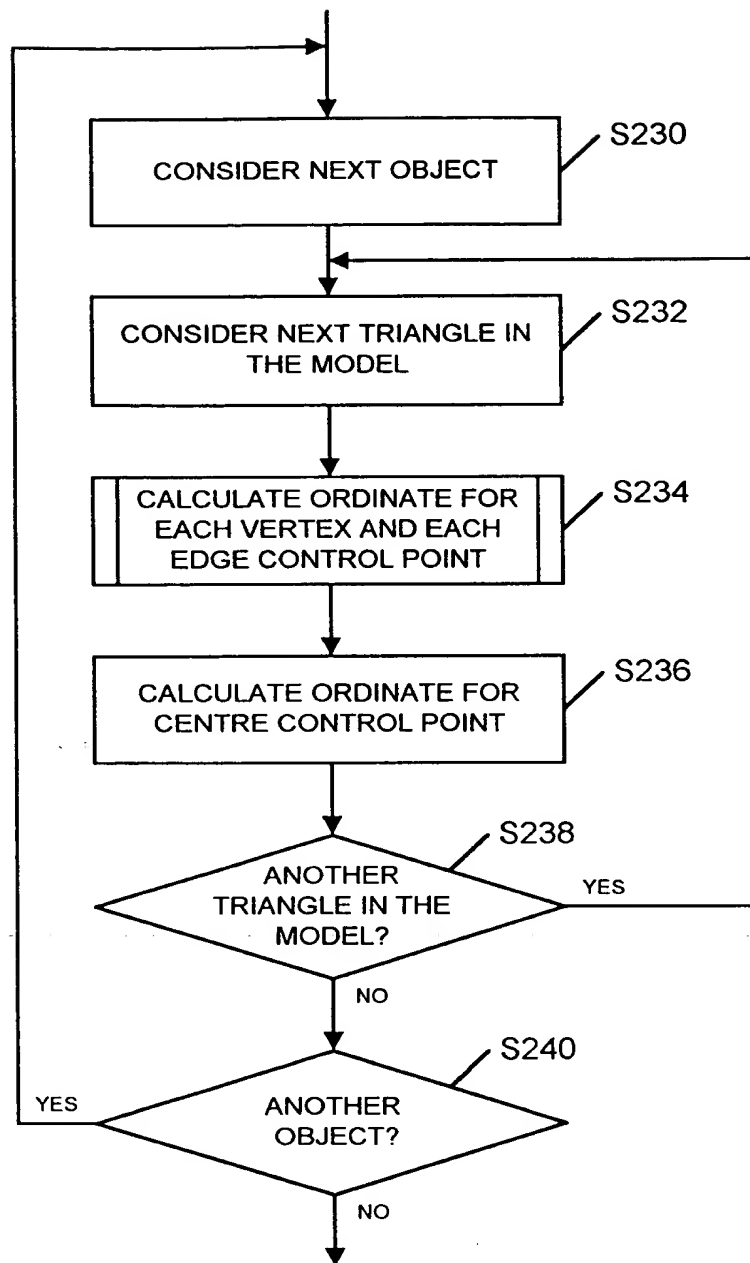 CONSIDER NEXT OBJECT
S230
CONSIDER NEXT TRIANGLE IN
THE MODEL
S232
CALCULATE ORDINATE FOR
EACH VERTEX AND EACH
EDGE CONTROL POINT
S234
CALCULATE ORDINATE FOR
CENTRE CONTROL POINT
S236
ANOTHER
TRIANGLE IN THE
MODEL?
S238
YES
NO
ANOTHER
OBJECT?
S240
YES
NO